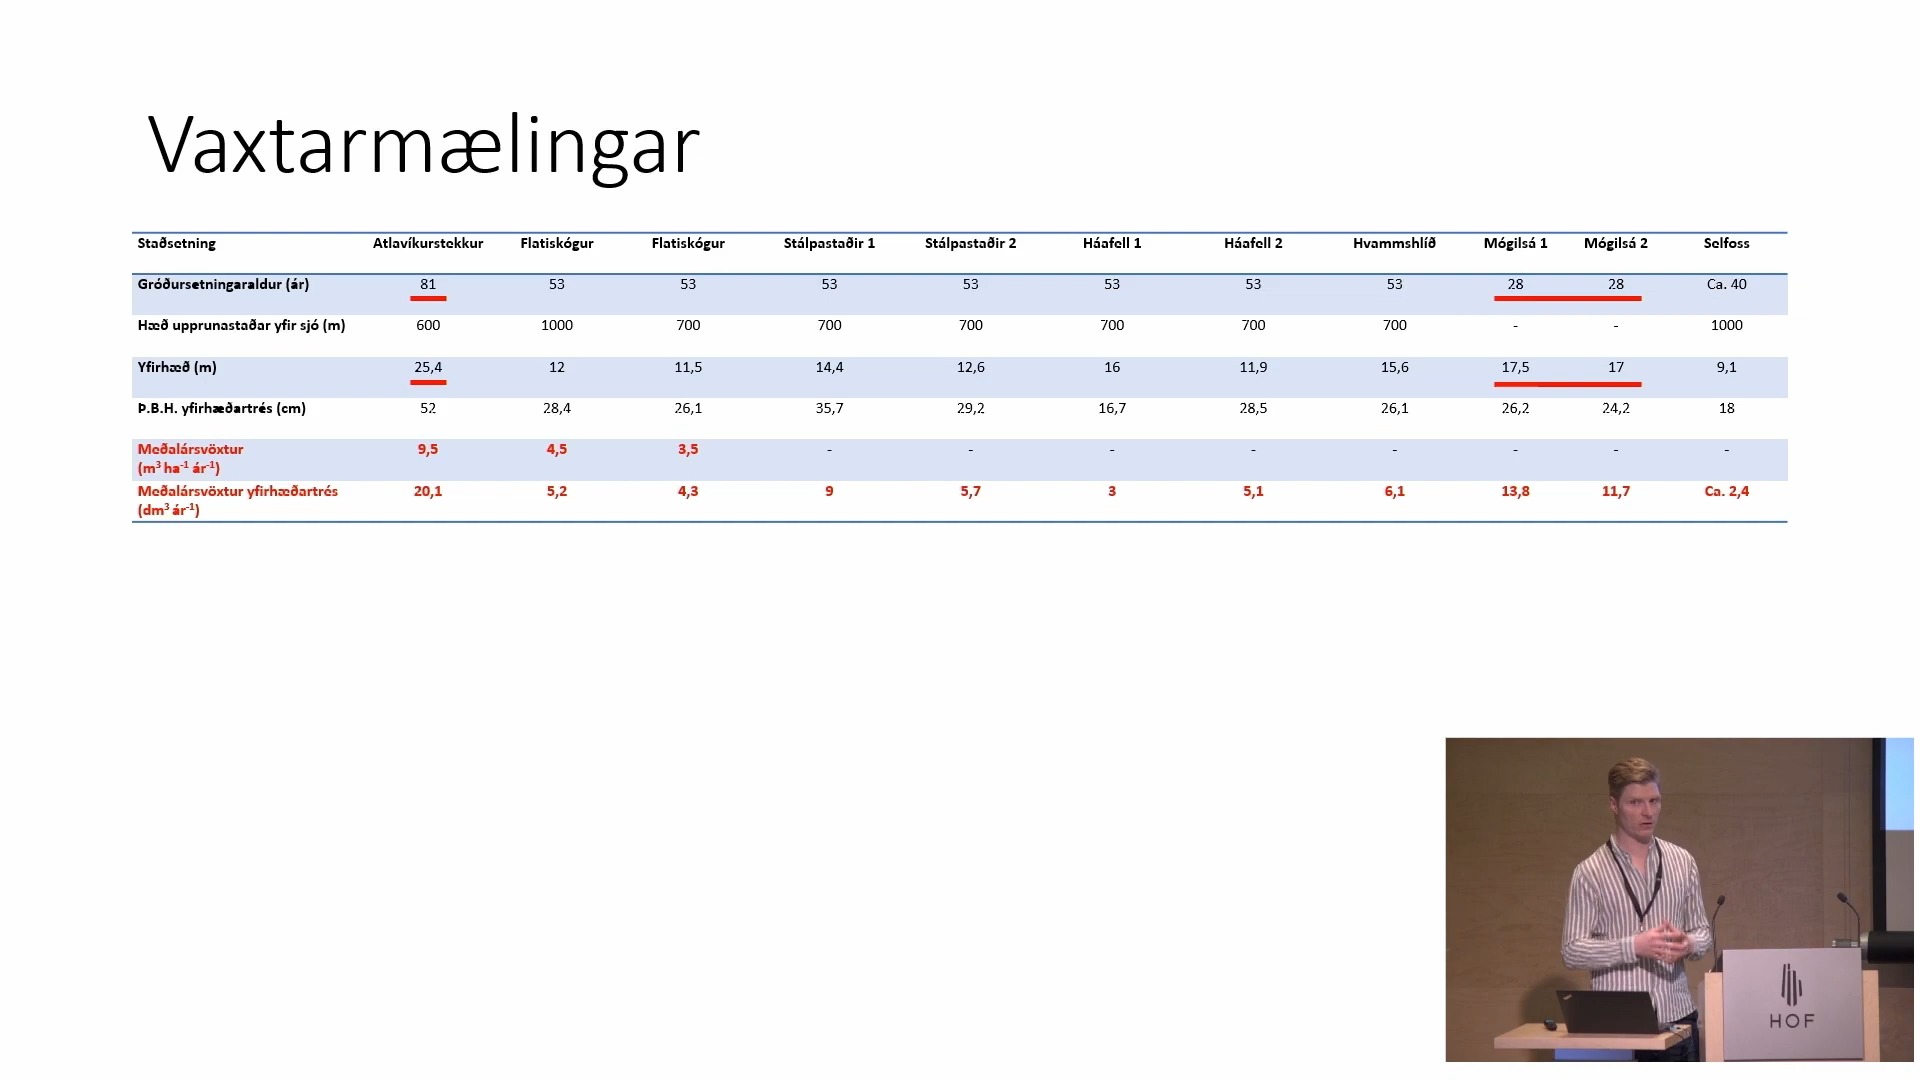 Vaxtarmælingar
Staðsetning Atlavíkurstekkur Flatiskógur Flatiskógur Stálpastaðir 1 Stálpastaðir 2 Háafell 1 Háafell 2 Hvammshlíð Mógilsá 1 Mógilsá 2 Selfoss
Gróðursetningaraldur (ár) 81 53 53 53 53 53 53 53 28 28 Ca. 40
Hæð upprunastaðar yfir sjó (m) 600 1000 700 700 700 700 700 700 - - 1000
Yfirhæð (m) 25,4 12 11,5 14,4 12,6 16 11,9 15,6 17,5 17 9,1
Þ.B.H. yfirhæðartrés (cm) 52 28,4 26,1 35,7 29,2 16,7 28,5 26,1 26,2 24,2 18
Meðalársvöxtur 9,5 4,5 3,5 - - - - - - - -
(m³ ha⁻¹ ár⁻¹)
Meðalársvöxtur yfirhæðartrés 20,1 5,2 4,3 9 5,7 3 5,1 6,1 13,8 11,7 Ca. 2,4
(dm³ ár⁻¹)
HOF